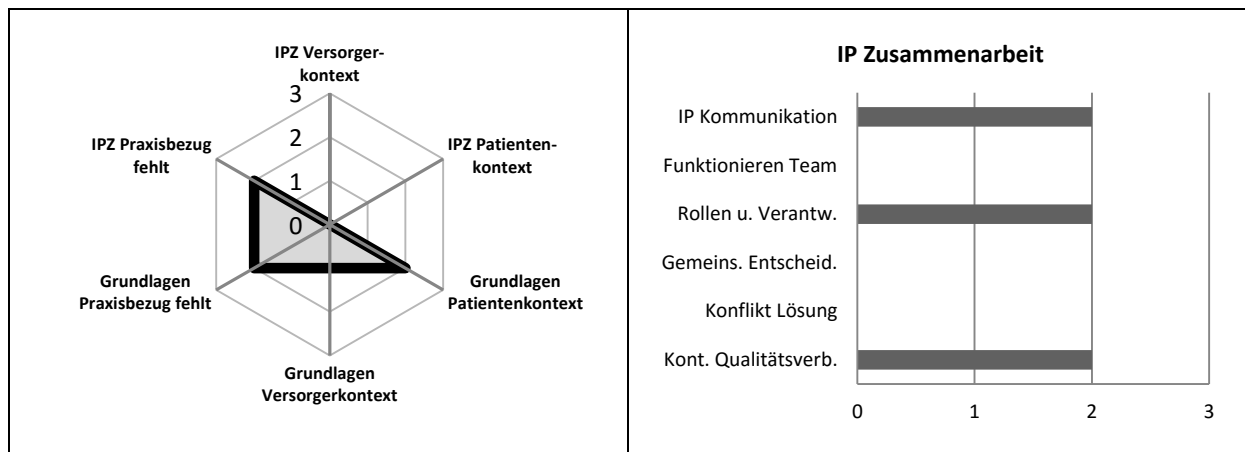 IPZ Versorger-
kontext
3
2
1
0
IPZ Patienten-
kontext
Grundlagen
Patientenkontext
Grundlagen
Versorgerkontext
Grundlagen
Praxisbezug fehlt
IPZ Praxisbezug
fehlt
IP Zusammenarbeit
IP Kommunikation
Funktionieren Team
Rollen u. Verantw.
Gemeins. Entscheid.
Konflikt Lösung
Kont. Qualitätsverb.
0 1 2 3